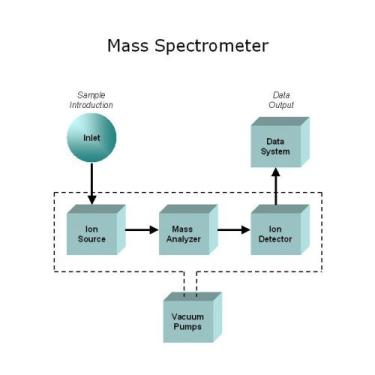 Mass Spectrometer
Sample
Introduction
Data
Output
Inlet
Data
System
Ion
Source
Mass
Analyzer
Ion
Detector
Vacuum
Pumps